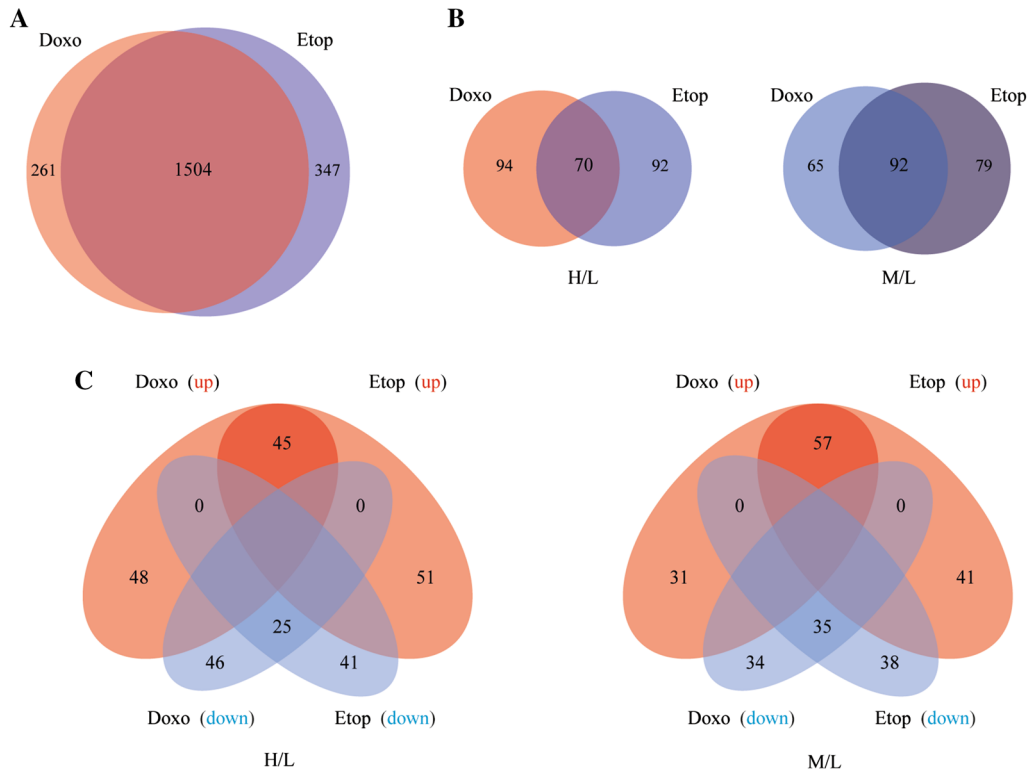 A
Doxo
Etop
261
1504
347
B
Doxo
Etop
94
70
92
H/L
Doxo
Etop
65
92
79
M/L
C
Doxo (up)
Etop (up)
45
0
0
48
51
25
46
41
Doxo (down)
Etop (down)
H/L
Doxo (up)
Etop (up)
57
0
0
31
41
35
34
38
Doxo (down)
Etop (down)
M/L